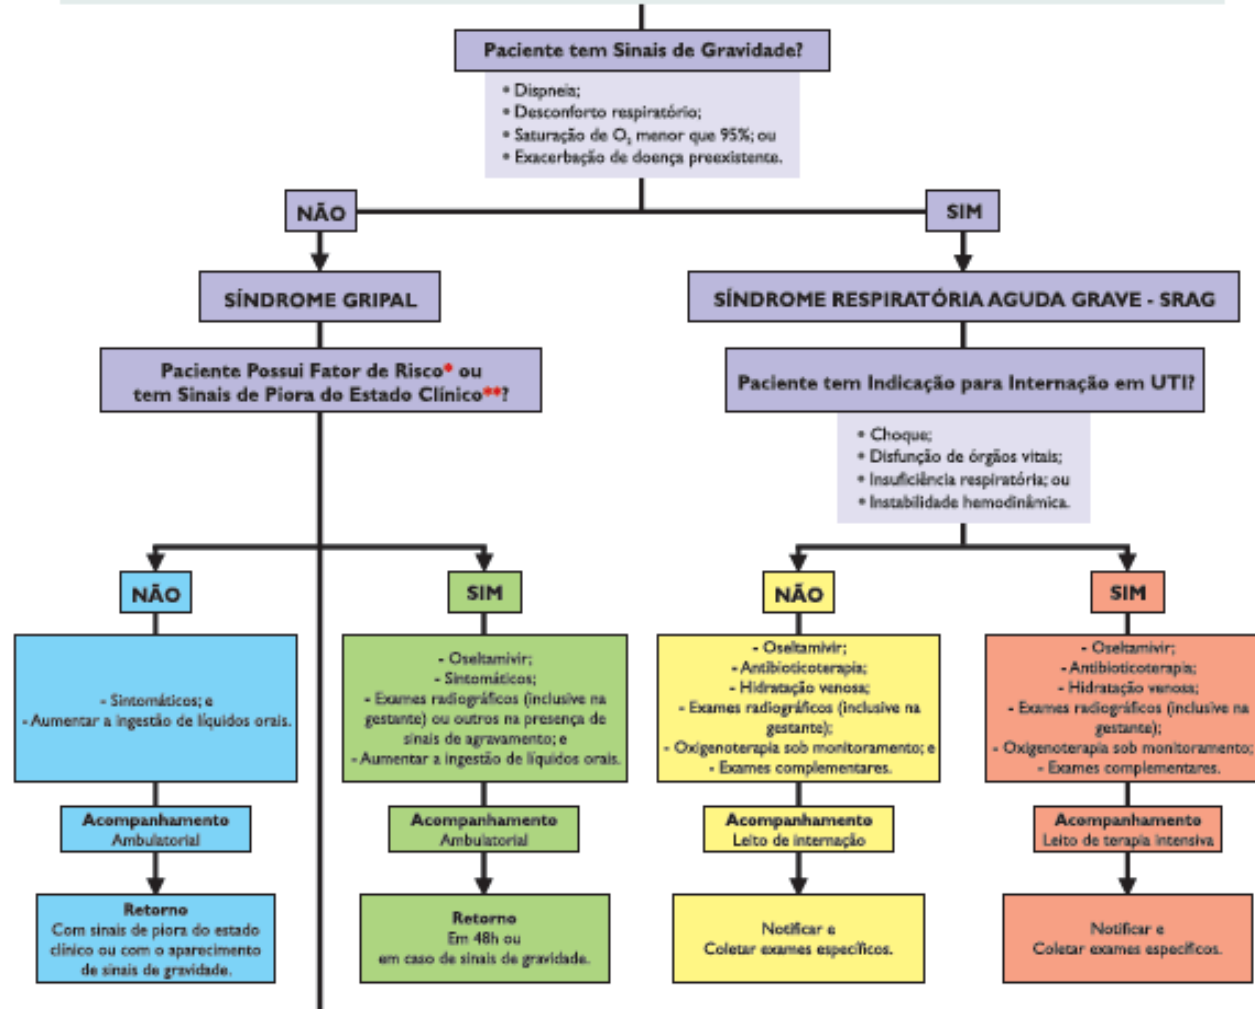 Paciente tem Sinais de Gravidade?
• Dispneia;
• Desconforto respiratório;
• Saturação de O₂ menor que 95%; ou
• Exacerbação de doença preexistente.
NÃO
SIM
SÍNDROME GRIPAL
SÍNDROME RESPIRATÓRIA AGUDA GRAVE - SRAG
Paciente Possui Fator de Risco* ou
tem Sinais de Piora do Estado Clínico**?
Paciente tem Indicação para Internação em UTI?
• Choque;
• Disfunção de órgãos vitais;
• Insuficiência respiratória; ou
• Instabilidade hemodinâmica.
NÃO
- Sintomáticos; e
- Aumentar a ingestão de líquidos orais.
Acompanhamento
Ambulatorial
Retorno
Com sinais de piora do estado
clínico ou com o aparecimento
de sinais de gravidade.
SIM
- Oseltamivir;
- Sintomáticos;
- Exames radiográficos (inclusive na
gestante) ou outros na presença de
sinais de agravamento; e
- Aumentar a ingestão de líquidos orais.
Acompanhamento
Ambulatorial
Retorno
Em 48h ou
em caso de sinais de gravidade.
NÃO
- Oseltamivir;
- Antibioticoterapia;
- Hidratação venosa;
- Exames radiográficos (inclusive na
gestante);
- Oxigenoterapia sob monitoramento; e
- Exames complementares.
Acompanhamento
Leito de internação
Notificar e
Coletar exames específicos.
SIM
- Oseltamivir;
- Antibioticoterapia;
- Hidratação venosa;
- Exames radiográficos (inclusive na
gestante);
- Oxigenoterapia sob monitoramento;
- Exames complementares.
Acompanhamento
Leito de terapia intensiva
Notificar e
Coletar exames específicos.